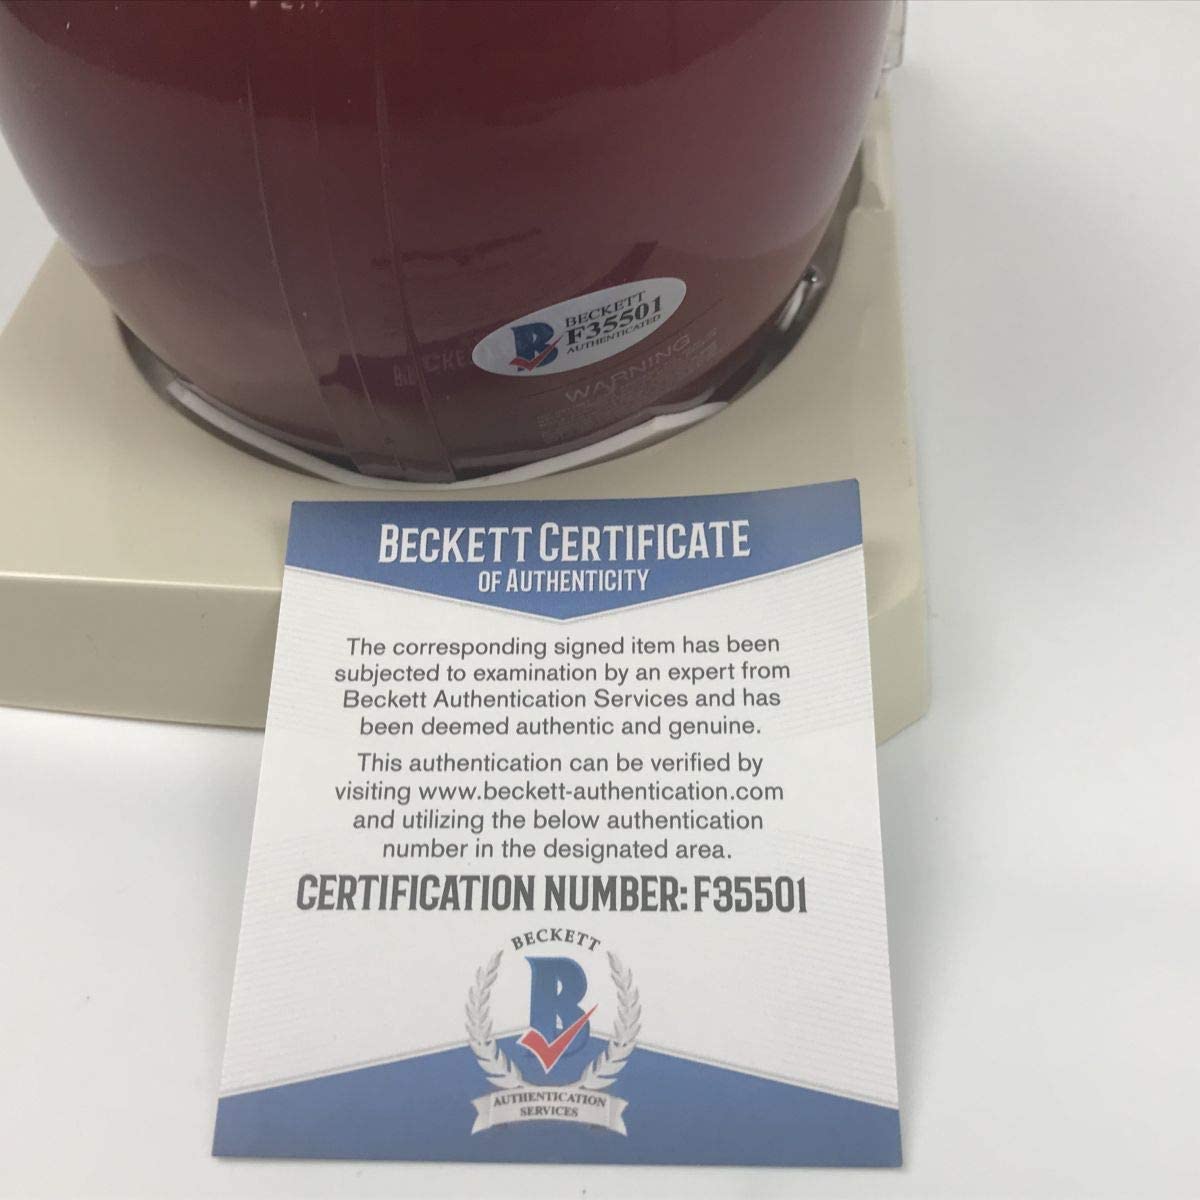 BECKETT
F35501
AUTHENTICATED
WARNING
BECKETT CERTIFICATE
OF AUTHENTICITY
The corresponding signed item has been
subjected to examination by an expert from
Beckett Authentication Services and has
been deemed authentic and genuine.
This authentication can be verified by
visiting www.beckett-authentication.com
and utilizing the below authentication
number in the designated area.
CERTIFICATION NUMBER: F35501
BECKETT
B
AUTHENTICATION
SERVICES